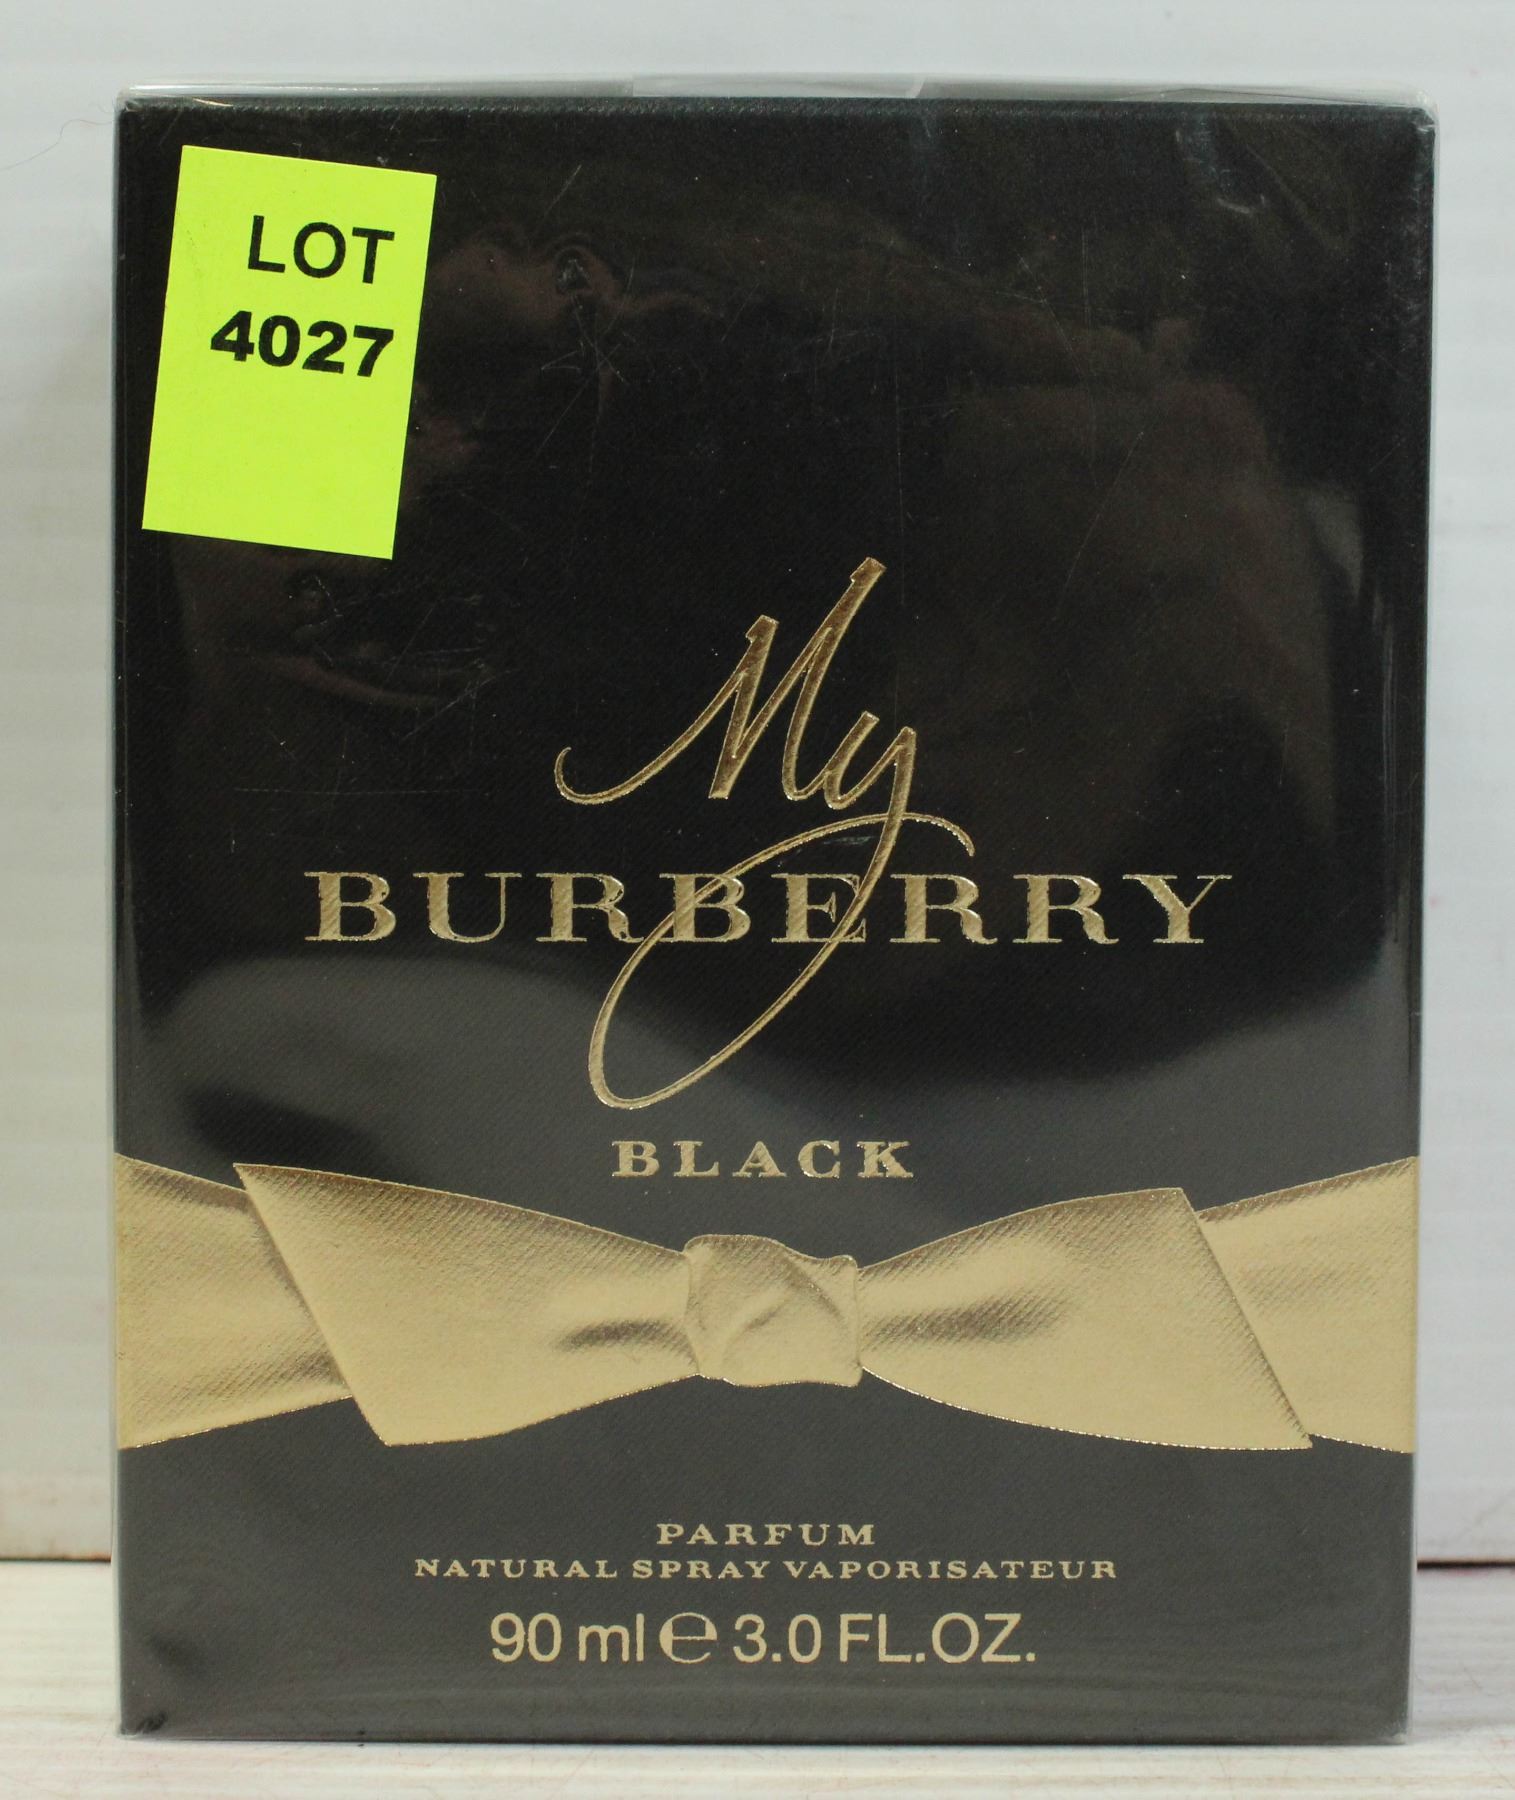 LOT
4027
My
BURBERRY
BLACK
PARFUM
NATURAL SPRAY VAPORISATEUR
90 ml ℮ 3.0 FL.OZ.